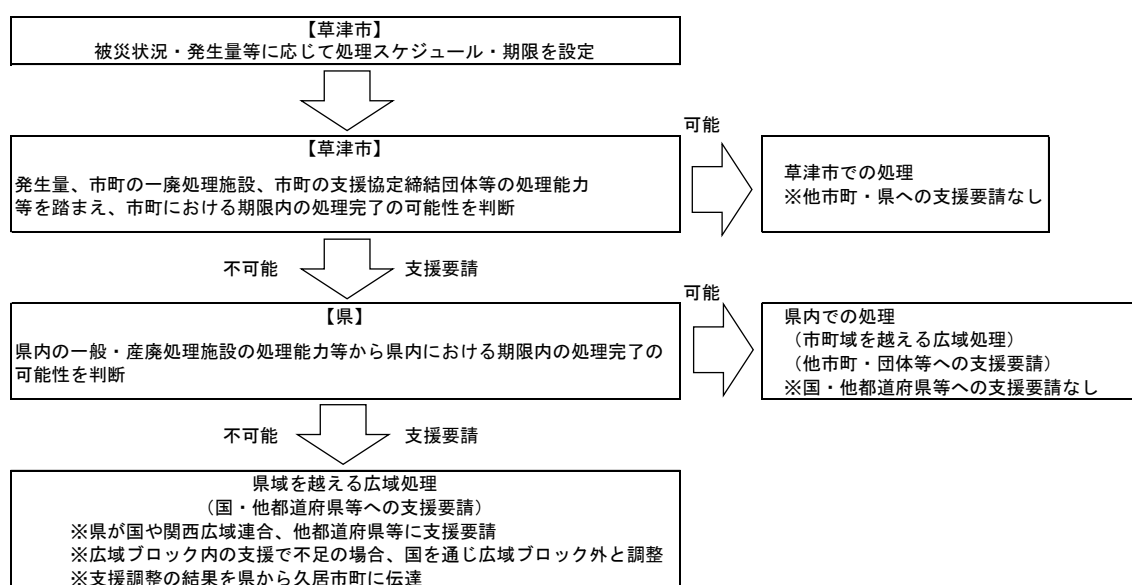 【草津市】
被災状況・発生量等に応じて処理スケジュール・期限を設定
可能
【草津市】
発生量、市町の一廃処理施設、市町の支援協定締結団体等の処理能力
等を踏まえ、市町における期限内の処理完了の可能性を判断
草津市での処理
※他市町・県への支援要請なし
不可能
支援要請
可能
【県】
県内の一般・産廃処理施設の処理能力等から県内における期限内の処理完了の
可能性を判断
県内での処理
（市町域を越える広域処理）
（他市町・団体等への支援要請）
※国・他都道府県等への支援要請なし
不可能
支援要請
県域を越える広域処理
（国・他都道府県等への支援要請）
※県が国や関西広域連合、他都道府県等に支援要請
※広域ブロック内の支援で不足の場合、国を通じ広域ブロック外と調整
※支援調整の結果を県から久居市町に伝達